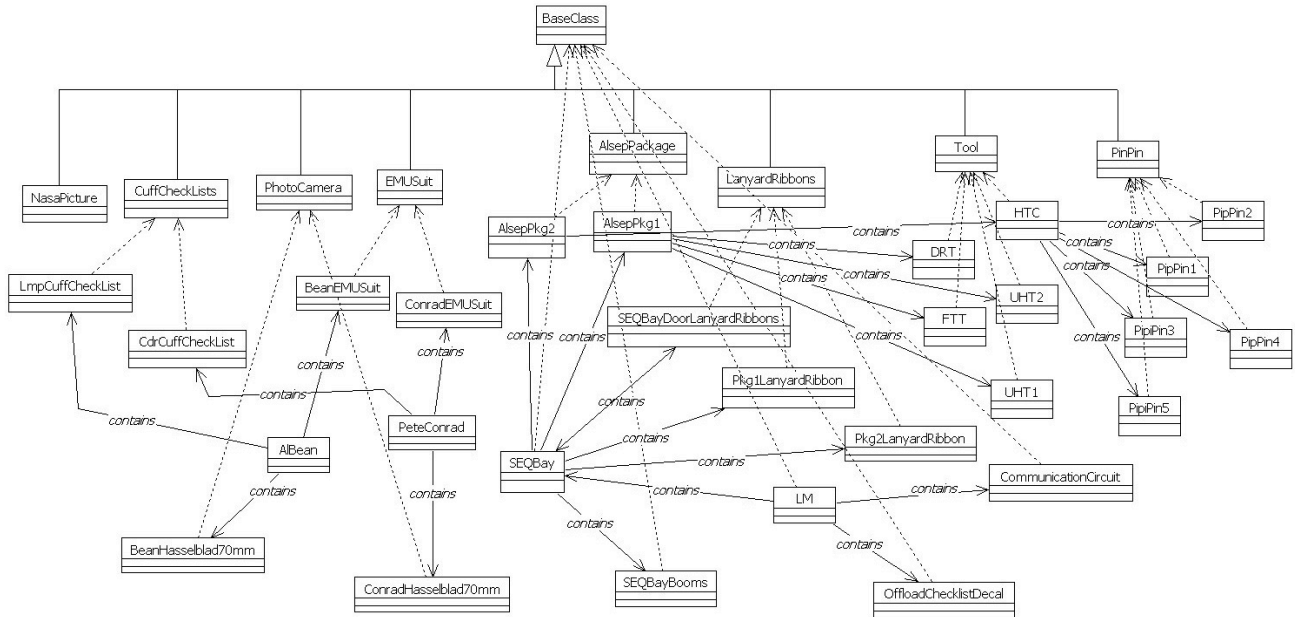 BaseClass
AlsepPackage
Tool
PinPin
NasaPicture
CuffCheckLists
PhotoCamera
EMUSuit
LanyardRibbons
AlsepPkg2
AlsepPkg1
HTC
PipPin2
contains
contains
DRT
contains
contains
PipPin1
LmpCuffCheckList
BeanEMUSuit
ConradEMUSuit
contains
contains
UHT2
contains
contains
SEQBayDoorLanyardRibbons
FTT
PipiPin3
PipPin4
contains
contains
contains
CdrCuffCheckList
contains
contains
contains
contains
Pkg1LanyardRibbon
UHT1
contains
PipiPin5
contains
contains
PeteConrad
contains
AlBean
SEQBay
contains
Pkg2LanyardRibbon
contains
CommunicationCircuit
contains
contains
contains
LM
contains
contains
contains
BeanHasselblad70mm
ConradHasselblad70mm
SEQBayBooms
OffloadChecklistDecal